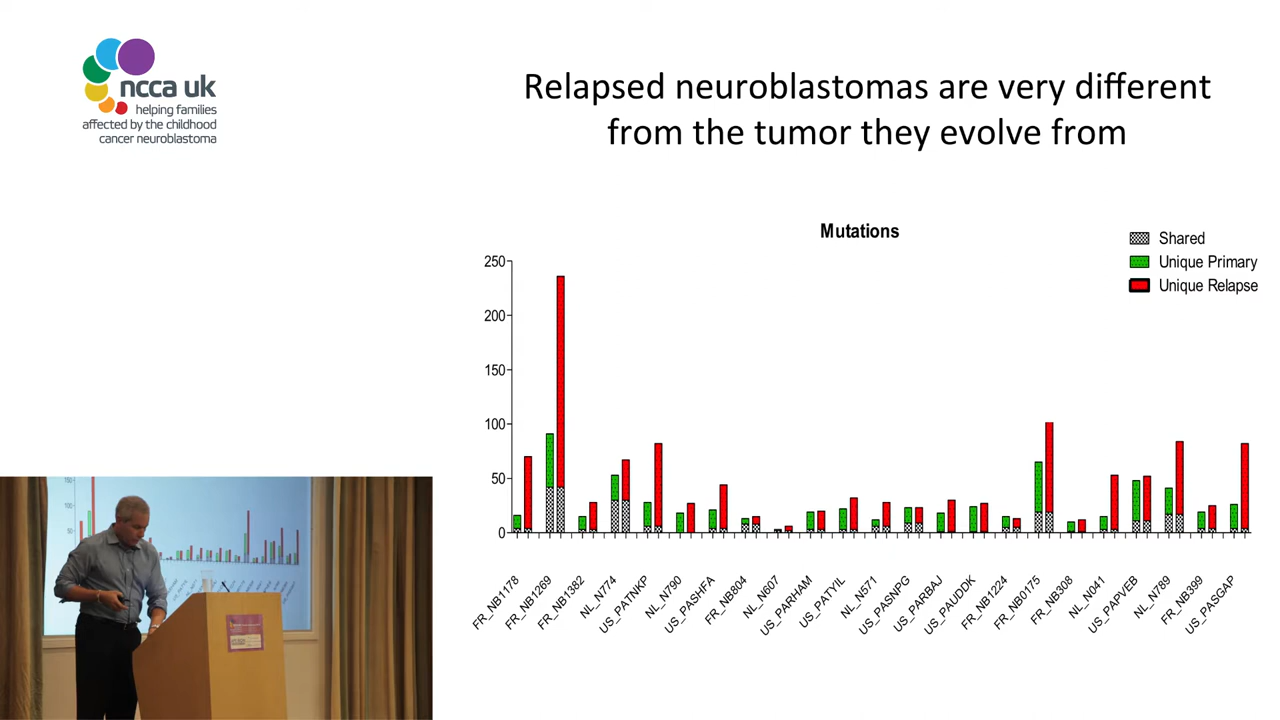 ncca uk
helping families
affected by the childhood
cancer neuroblastoma
Relapsed neuroblastomas are very different
from the tumor they evolve from
Mutations
Shared
Unique Primary
Unique Relapse
250
200
150
100
50
0
FR_NB1178
FR_NB1269
FR_NB1382
NL_N774
US_PATNKP
NL_N790
US_PASHFA
FR_NB804
NL_N607
US_PARHAM
US_PATYIL
NL_N571
US_PASNPG
US_PARBAJ
US_PAUDDK
FR_NB1224
FR_NB0175
FR_NB308
NL_N041
US_PAPVEB
NL_N789
FR_NB399
US_PASGAP